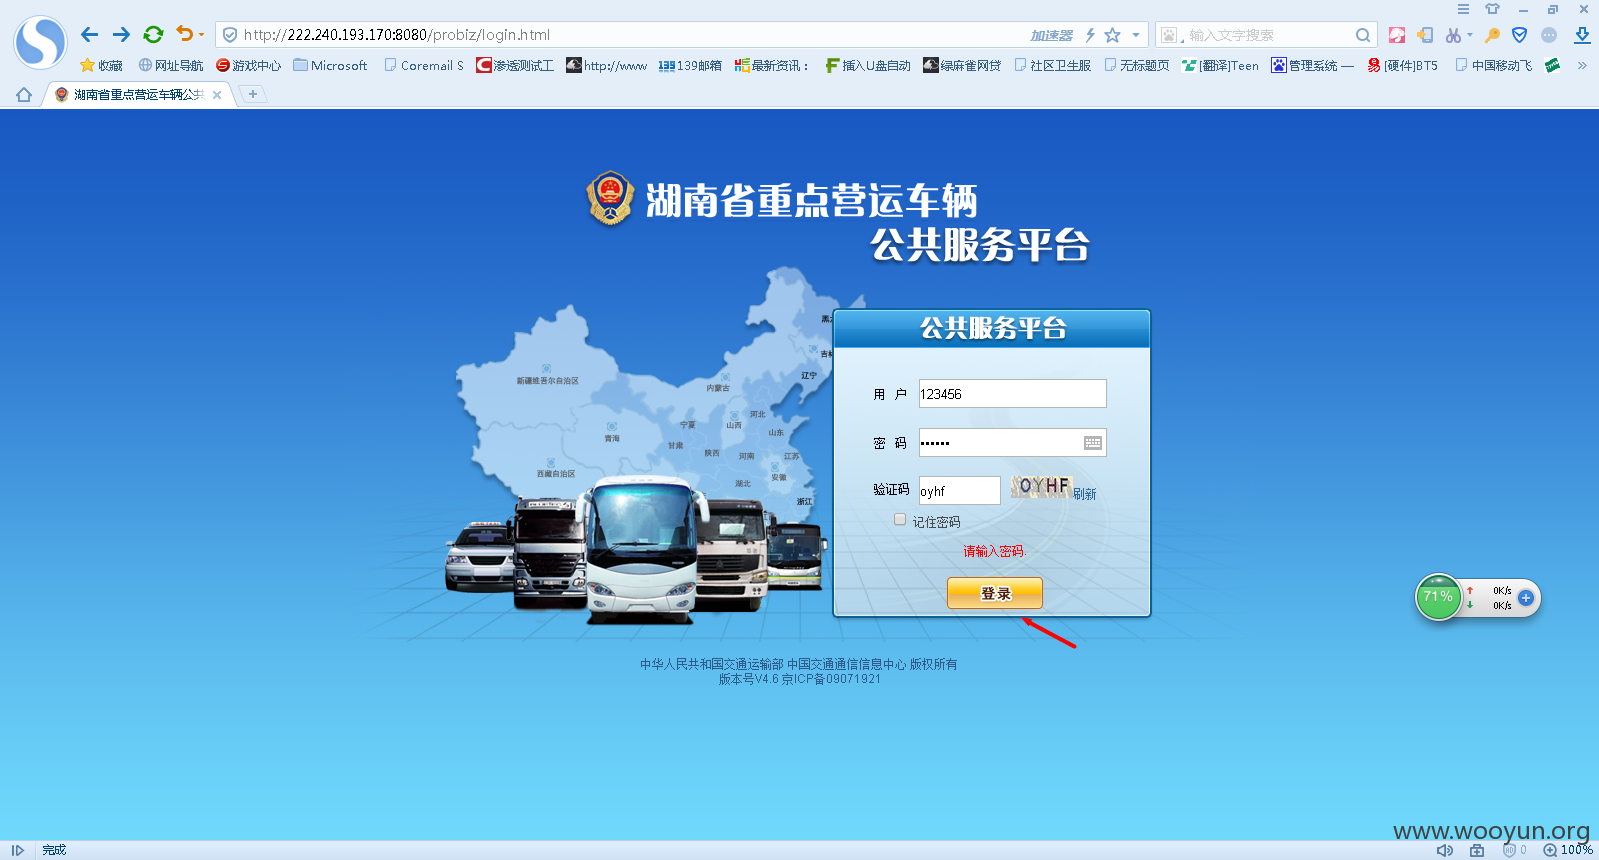 http://222.240.193.170:8080/probiz/login.html
加速器
输入文字搜索
收藏
网址导航
游戏中心
Microsoft
Coremail S
渗透测试工
http://www
139邮箱
最新资讯：
插入U盘自动
绿麻雀网贷
社区卫生服
无标题页
[翻译]Teen
管理系统 —
[硬件]BT5
中国移动飞
湖南省重点营运车辆公共
湖南省重点营运车辆
公共服务平台
公共服务平台
黑
吉林
辽宁
新疆维吾尔自治区
内蒙古
河北
宁夏
山西
山东
青海
甘肃
陕西
河南
江苏
西藏自治区
安徽
湖北
浙江
用 户
123456
密 码
••••••
验证码
oyhf
OYHF
刷新
记住密码
请输入密码.
登录
71%
0K/s
0K/s
中华人民共和国交通运输部 中国交通通信信息中心 版权所有
版本号V4.6 京ICP备09071921
www.wooyun.org
完成
0
100%